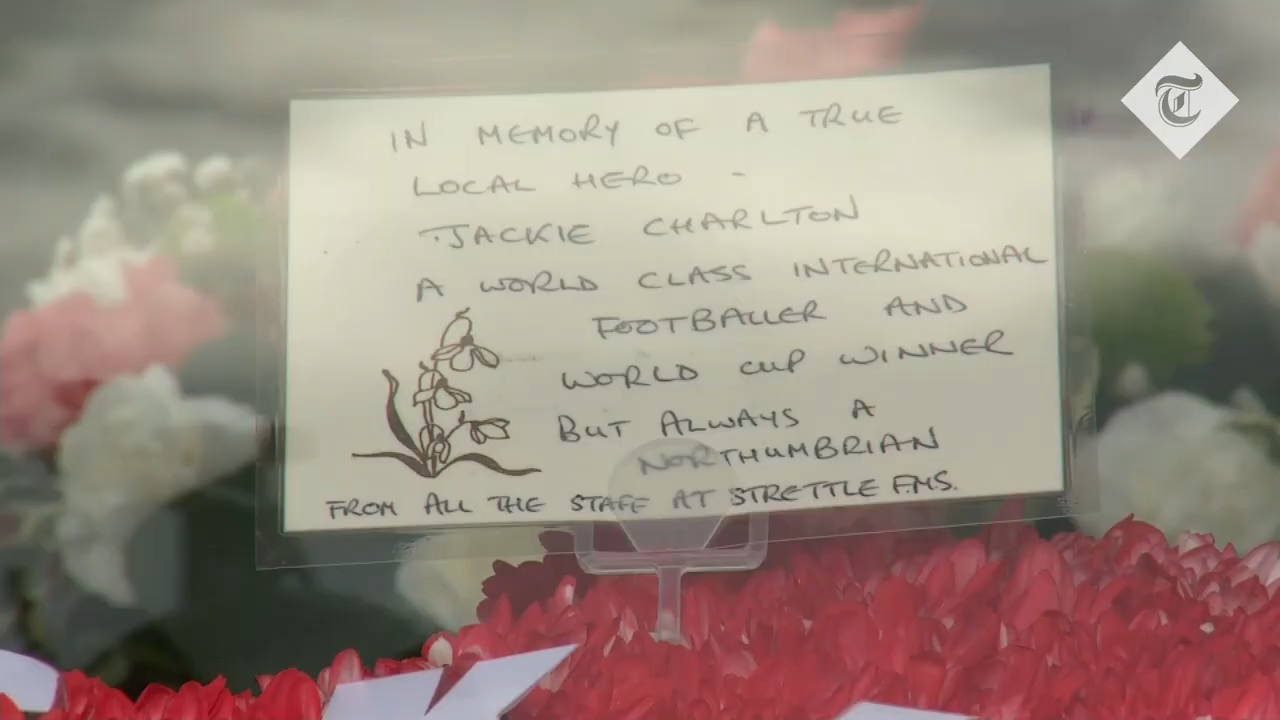 IN MEMORY OF A TRUE
LOCAL HERO -
JACKIE CHARLTON
A WORLD CLASS INTERNATIONAL
FOOTBALLER AND
WORLD CUP WINNER
BUT ALWAYS A
NORTHUMBRIAN
FROM ALL THE STAFF AT STRETTLE F.M.S.
T